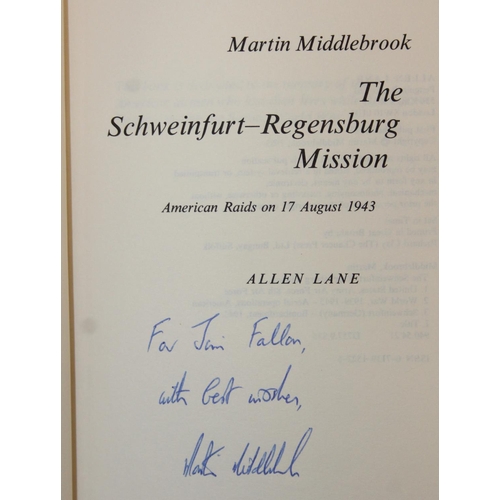 Martin Middlebrook
The
Schweinfurt–Regensburg
Mission
American Raids on 17 August 1943
ALLEN LANE
For Jim Fallon,
with best wishes,
Martin Middlebrook